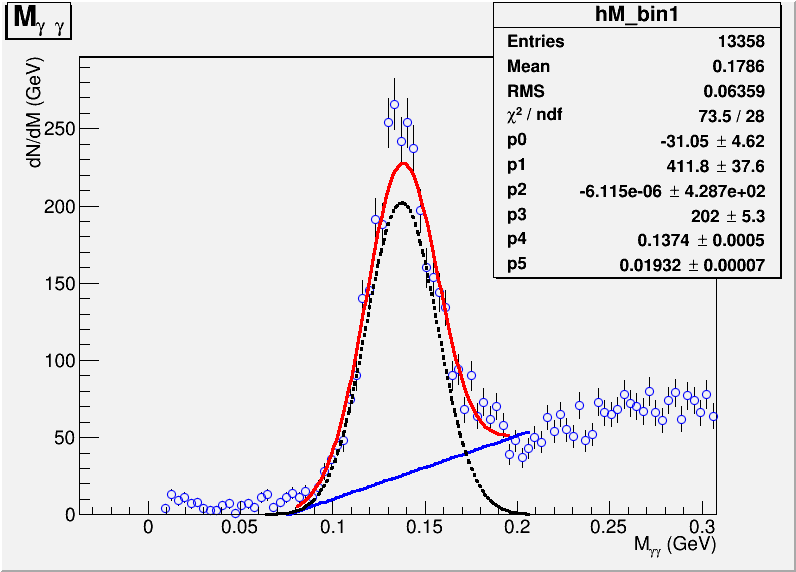 Mγ γ
hM_bin1
Entries 13358
Mean 0.1786
RMS 0.06359
χ² / ndf 73.5 / 28
p0 -31.05 ± 4.62
p1 411.8 ± 37.6
p2 -6.115e-06 ± 4.287e+02
p3 202 ± 5.3
p4 0.1374 ± 0.0005
p5 0.01932 ± 0.00007
dN/dM (GeV)
250
200
150
100
50
0
0 0.05 0.1 0.15 0.2 0.25 0.3
Mγγ (GeV)